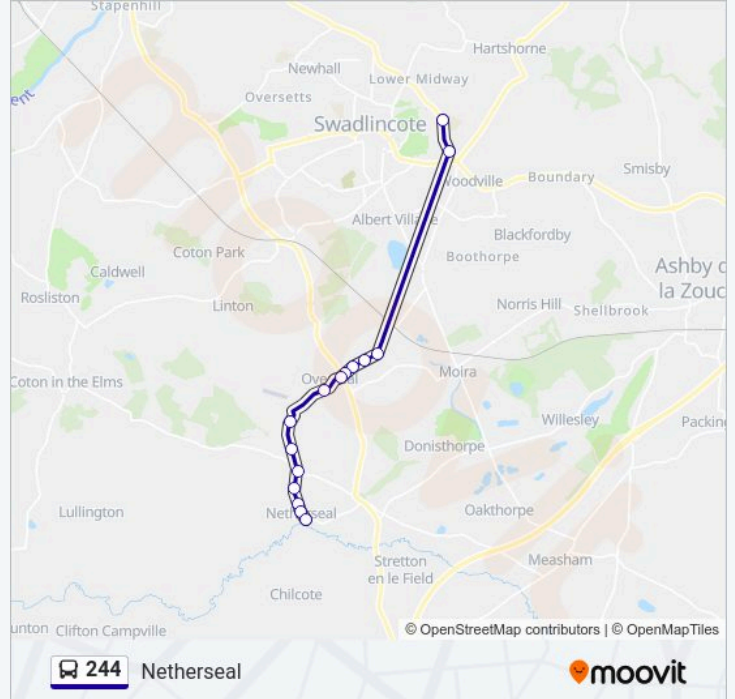 Stapenhill
Hartshorne
Newhall
Lower Midway
Oversetts
ent
Swadlincote
Smisby
Woodville
Boundary
Albert Village
Blackfordby
Coton Park
Boothorpe
Ashby d
la Zouc
Caldwell
Rosliston
Linton
Norris Hill
Shellbrook
Moira
Overseal
Coton in the Elms
Willesley
Packin
Donisthorpe
Lullington
Netherseal
Oakthorpe
Stretton
en le Field
Measham
Chilcote
unton
Clifton Campville
© OpenStreetMap contributors | © OpenMapTiles
244 Netherseal
moovit